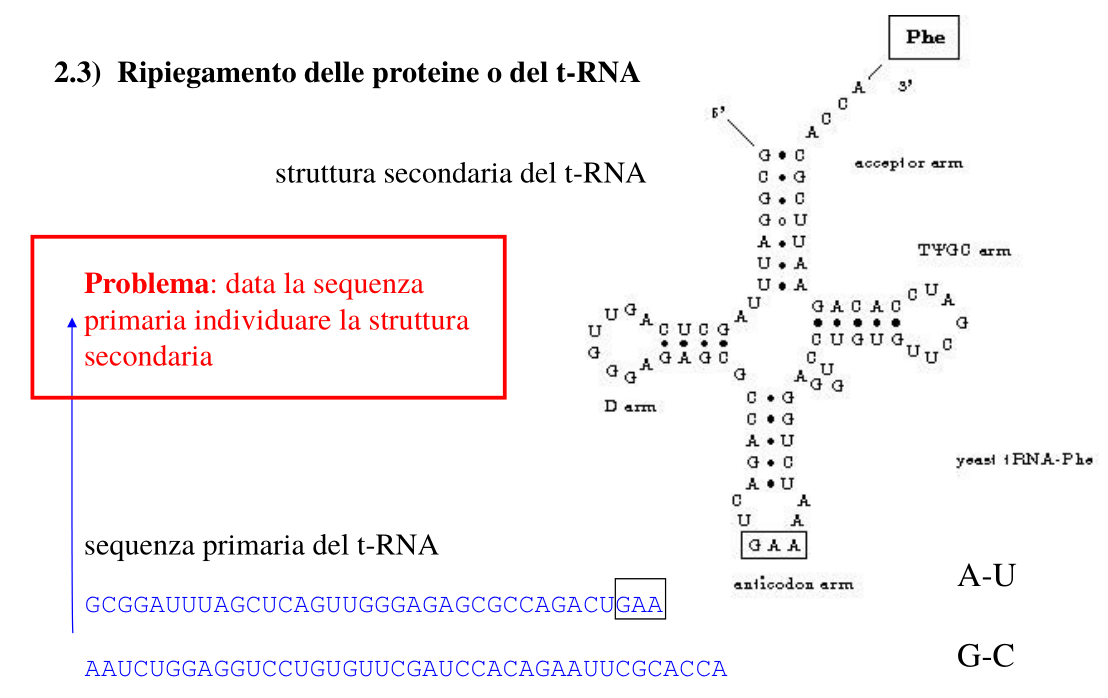 2.3) Ripiegamento delle proteine o del t-RNA
Phe
3'
5'
A
C
C
A
struttura secondaria del t-RNA
acceptor arm
G • C
C • G
G • C
G o U
A • U
U • A
U • A
Problema: data la sequenza
primaria individuare la struttura
secondaria
TΨGC arm
U
A
G A C A C
C U A
G
C U G U G
U U C
C
U
G
G
A
U U G A
C U C G
G A G C
U
G
G
G A
G
D arm
C • G
C • G
A • U
G • C
A • U
C A
U A
G A A
yeast tRNA-Phe
anticodon arm
sequenza primaria del t-RNA
GCGGAUUUAGCUCAGUUGGGAGAGCGCCAGACUGAA
AAUCUGGAGGUCCUGUGUUCGAUCCACAGAAUUCGCACCA
A-U
G-C